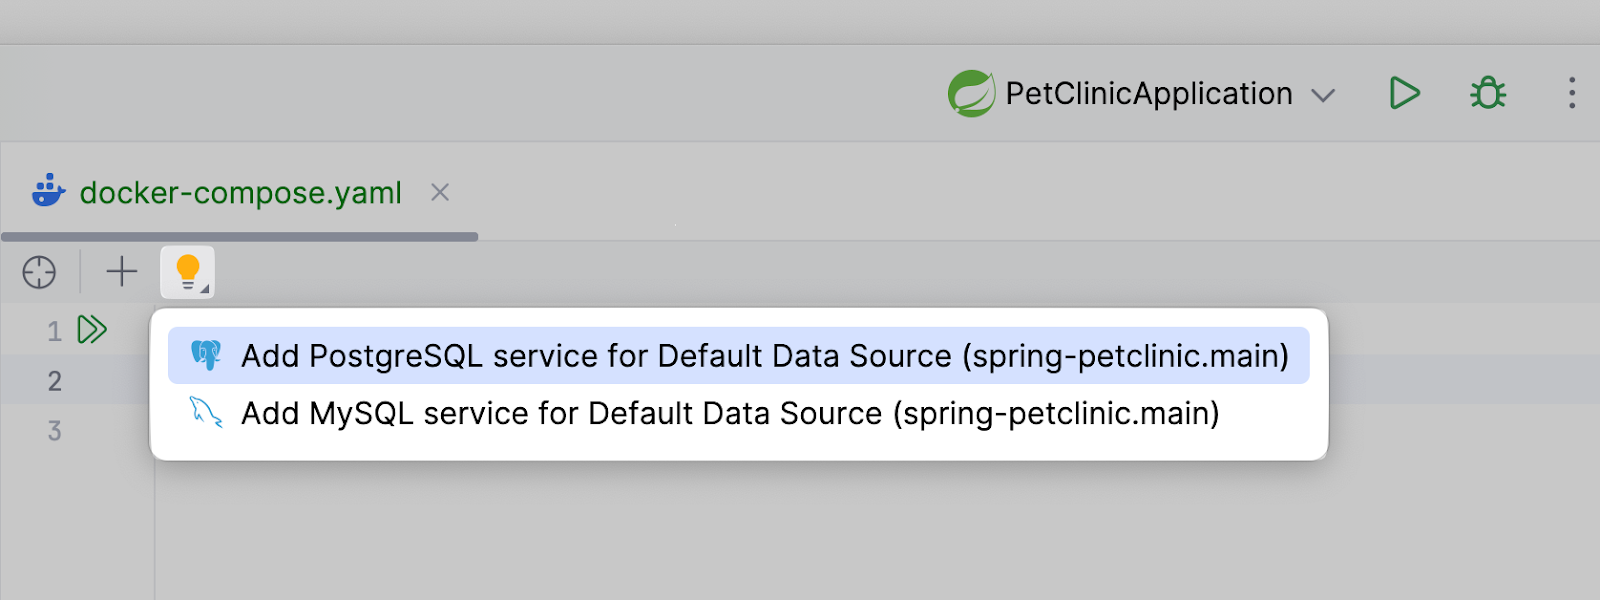 PetClinicApplication
docker-compose.yaml
1
Add PostgreSQL service for Default Data Source (spring-petclinic.main)
2
Add MySQL service for Default Data Source (spring-petclinic.main)
3